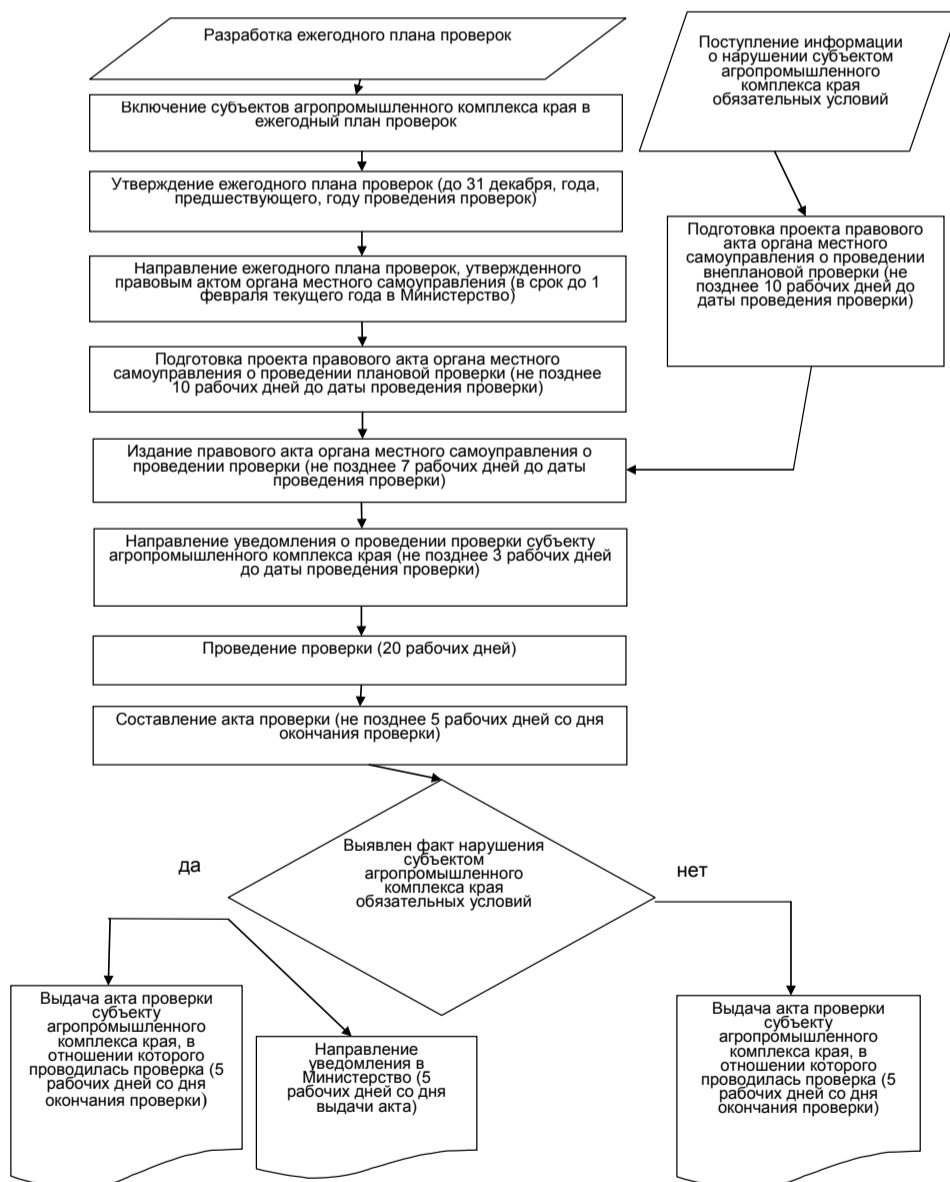 Разработка ежегодного плана проверок
Поступление информации
о нарушении субъектом
агропромышленного
комплекса края
обязательных условий
Включение субъектов агропромышленного комплекса края в
ежегодный план проверок
Утверждение ежегодного плана проверок (до 31 декабря, года,
предшествующего, году проведения проверок)
Направление ежегодного плана проверок, утвержденного
правовым актом органа местного самоуправления (в срок до 1
февраля текущего года в Министерство)
Подготовка проекта правового
акта органа местного
самоуправления о проведении
внеплановой проверки (не
позднее 10 рабочих дней до
даты проведения проверки)
Подготовка проекта правового акта органа местного
самоуправления о проведении плановой проверки (не позднее
10 рабочих дней до даты проведения проверки)
Издание правового акта органа местного самоуправления о
проведении проверки (не позднее 7 рабочих дней до даты
проведения проверки)
Направление уведомления о проведении проверки субъекту
агропромышленного комплекса края (не позднее 3 рабочих дней
до даты проведения проверки)
Проведение проверки (20 рабочих дней)
Составление акта проверки (не позднее 5 рабочих дней со дня
окончания проверки)
Выявлен факт нарушения
субъектом
агропромышленного
комплекса края
обязательных условий
да
нет
Выдача акта проверки
субъекту
агропромышленного
комплекса края, в
отношении которого
проводилась проверка (5
рабочих дней со дня
окончания проверки)
Направление
уведомления в
Министерство (5
рабочих дней со дня
выдачи акта)
Выдача акта проверки
субъекту
агропромышленного
комплекса края, в
отношении которого
проводилась проверка (5
рабочих дней со дня
окончания проверки)